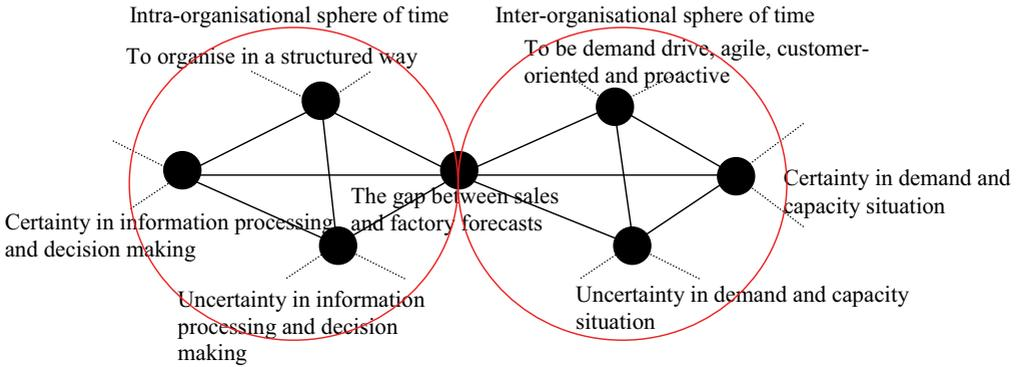 Intra-organisational sphere of time
Inter-organisational sphere of time
To organise in a structured way
To be demand drive, agile, customer-
oriented and proactive
The gap between sales
and factory forecasts
Certainty in demand and
capacity situation
Certainty in information processing
and decision making
Uncertainty in information
processing and decision
making
Uncertainty in demand and capacity
situation